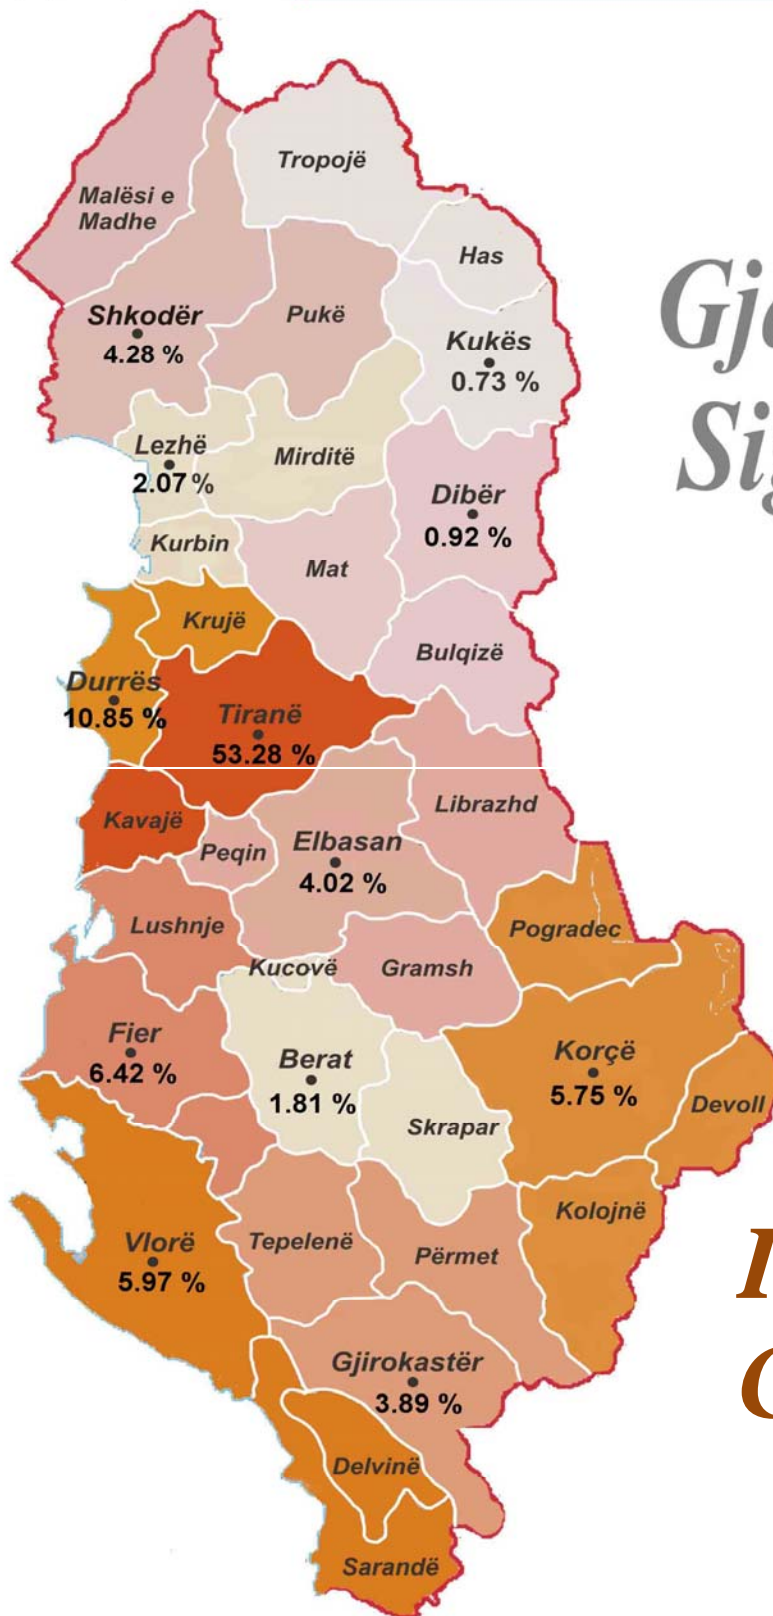 Tropojë
Malësi e
Madhe
Has
Shkodër
4.28 %
Pukë
Kukës
0.73 %
Lezhë
2.07 %
Mirditë
Dibër
0.92 %
Kurbin
Mat
Krujë
Bulqizë
Durrës
10.85 %
Tiranë
53.28 %
Kavajë
Librazhd
Peqin
Elbasan
4.02 %
Lushnje
Pogradec
Kucovë
Gramsh
Fier
6.42 %
Berat
1.81 %
Korçë
5.75 %
Devoll
Skrapar
Kolojnë
Vlorë
5.97 %
Tepelenë
Përmet
Gjirokastër
3.89 %
Delvinë
Sarandë